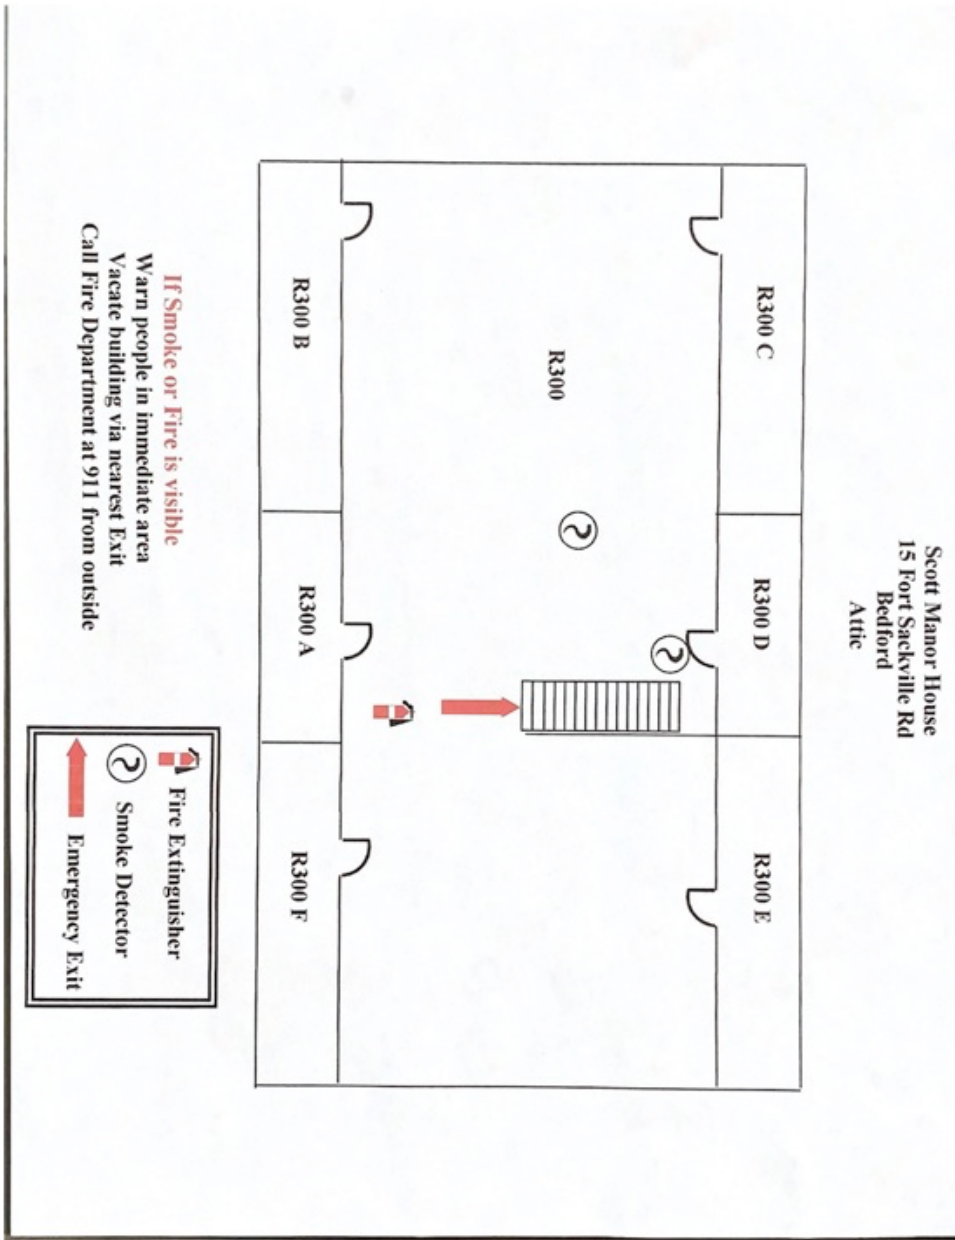 Scott Manor House
15 Fort Sackville Rd
Bedford
Attic
R300 C
R300 D
R300 E
R300
R300 B
R300 A
R300 F
If Smoke or Fire is visible
Warn people in immediate area
Vacate building via nearest Exit
Call Fire Department at 911 from outside
Fire Extinguisher
Smoke Detector
Emergency Exit